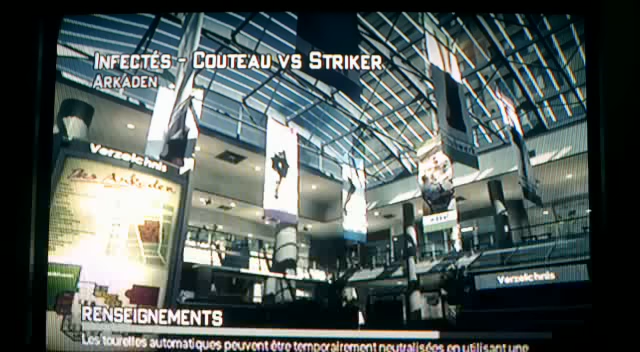 INFECTÉS - COUTEAU VS STRIKER
ARKADEN
Verzeichnis
Des Arkaden
Verzeichnis
RENSEIGNEMENTS
Les tourelles automatiques peuvent être temporairement neutralisées en utilisant une